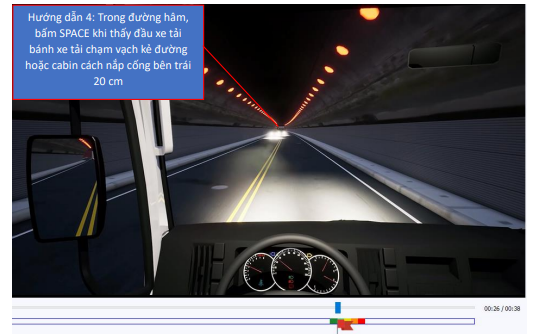 Hướng dẫn 4: Trong đường hầm,
bấm SPACE khi thấy đầu xe tải
bánh xe tải chạm vạch kẻ đường
hoặc cabin cách nắp cống bên trái
20 cm
00:26 / 00:38